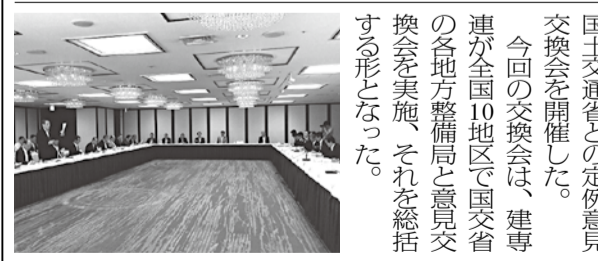 国土交通省との定例意見
交換会を開催した。
　今回の交換会は、建専
連が全国10地区で国交省
の各地方整備局と意見交
換会を実施、それを総括
する形となった。